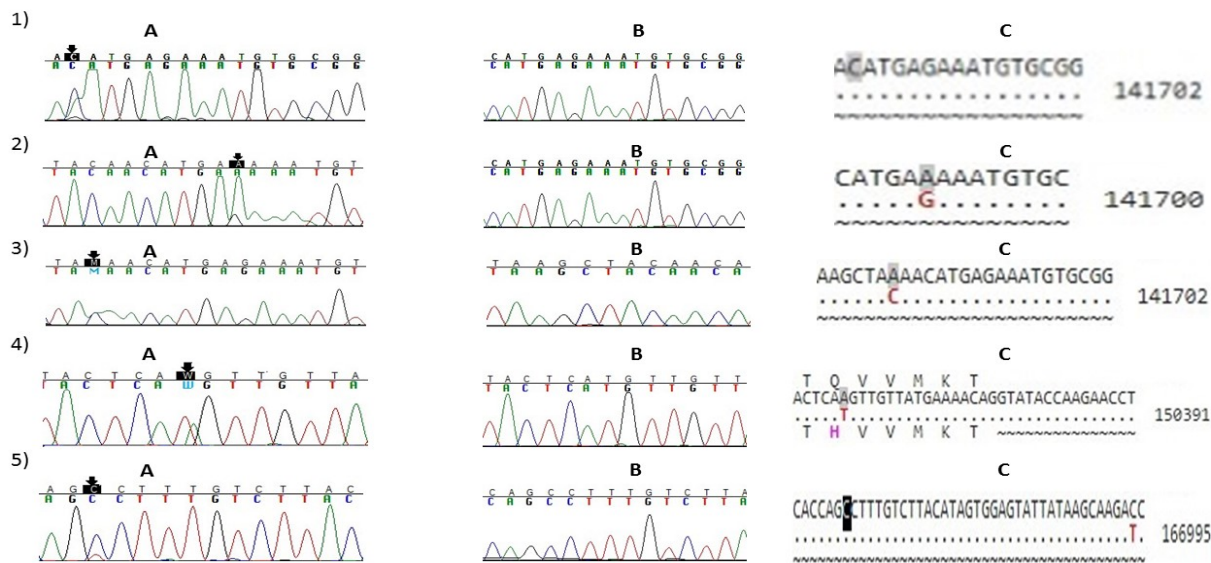 1)
A
B
C
A C A T G A G A A A T G T G C G G
A C A T G A G A A A T G T G C G G
C A T G A G A A A T G T G C G G
C A T G A G A A A T G T G C G G
ACATGAGAAATGTGCGG
................. 141702
~~~~~~~~~~~~~~~~~
2)
A
B
C
T A C A A C A T G A A A A A T G T
T A C A A C A T G A A A A A T G T
C A T G A G A A A T G T G C G G
C A T G A G A A A T G T G C G G
CATGAAAAATGTGC
.....G........ 141700
~~~~~~~~~~~~~~
3)
A
B
C
T A M A A C A T G A G A A A T G T
T A M A A C A T G A G A A A T G T
T A A G C T A C A A C A
T A A G C T A C A A C A
AAGCTAAAACATGAGAAATGTGCGG
......C.................. 141702
~~~~~~~~~~~~~~~~~~~~~~~~~
4)
A
B
C
T A C T C A W G T T G T T A
T A C T C A W G T T G T T A
T A C T C A T G T T G T T
T A C T C A T G T T G T T
T Q V V M K T
ACTCAAGTTGTTATGAAAACAGGTATACCAAGAACCT
.....T............................... 150391
T H V V M K T ~~~~~~~~~~~~~~~
5)
A
B
C
A G C C T T T G T C T T A C
A G C C T T T G T C T T A C
C A G C C T T T G T C T T A
C A G C C T T T G T C T T A
CACCAGCCTTTGTCTTACATAGTGGAGTATTATAAGCAAGACC
.........................................T. 166995
~~~~~~~~~~~~~~~~~~~~~~~~~~~~~~~~~~~~~~~~~~~